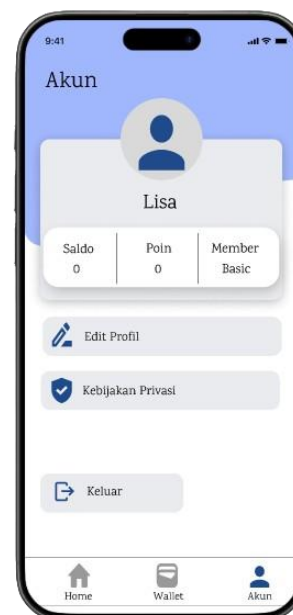 9:41
Akun
Lisa
Saldo Poin Member
0 0 Basic
Edit Profil
Kebijakan Privasi
Keluar
Home Wallet Akun